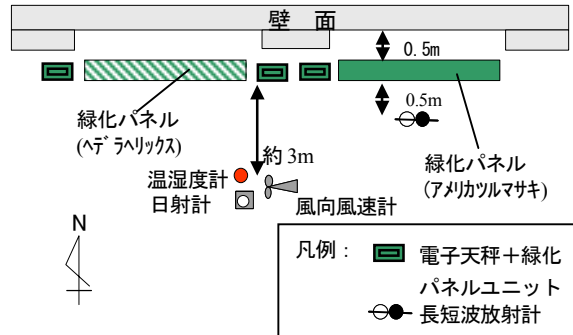 壁 面
0.5m
緑化パネル
(ﾍﾃﾞﾗﾍﾘｯｸｽ)
0.5m
約 3m
緑化パネル
(ｱﾒﾘｶﾂﾙﾏｻｷ)
温湿度計
日射計
風向風速計
N
凡例：
電子天秤＋緑化
パネルユニット
長短波放射計